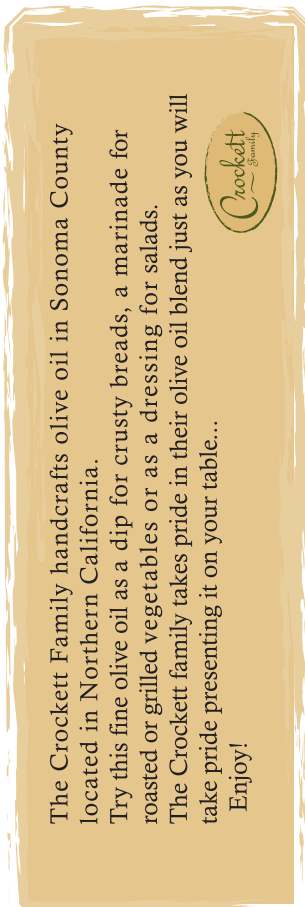 The Crockett Family handcrafts olive oil in Sonoma County
located in Northern California.
Try this fine olive oil as a dip for crusty breads, a marinade for
roasted or grilled vegetables or as a dressing for salads.
The Crockett family takes pride in their olive oil blend just as you will
take pride presenting it on your table...
Enjoy!
Crockett
Family